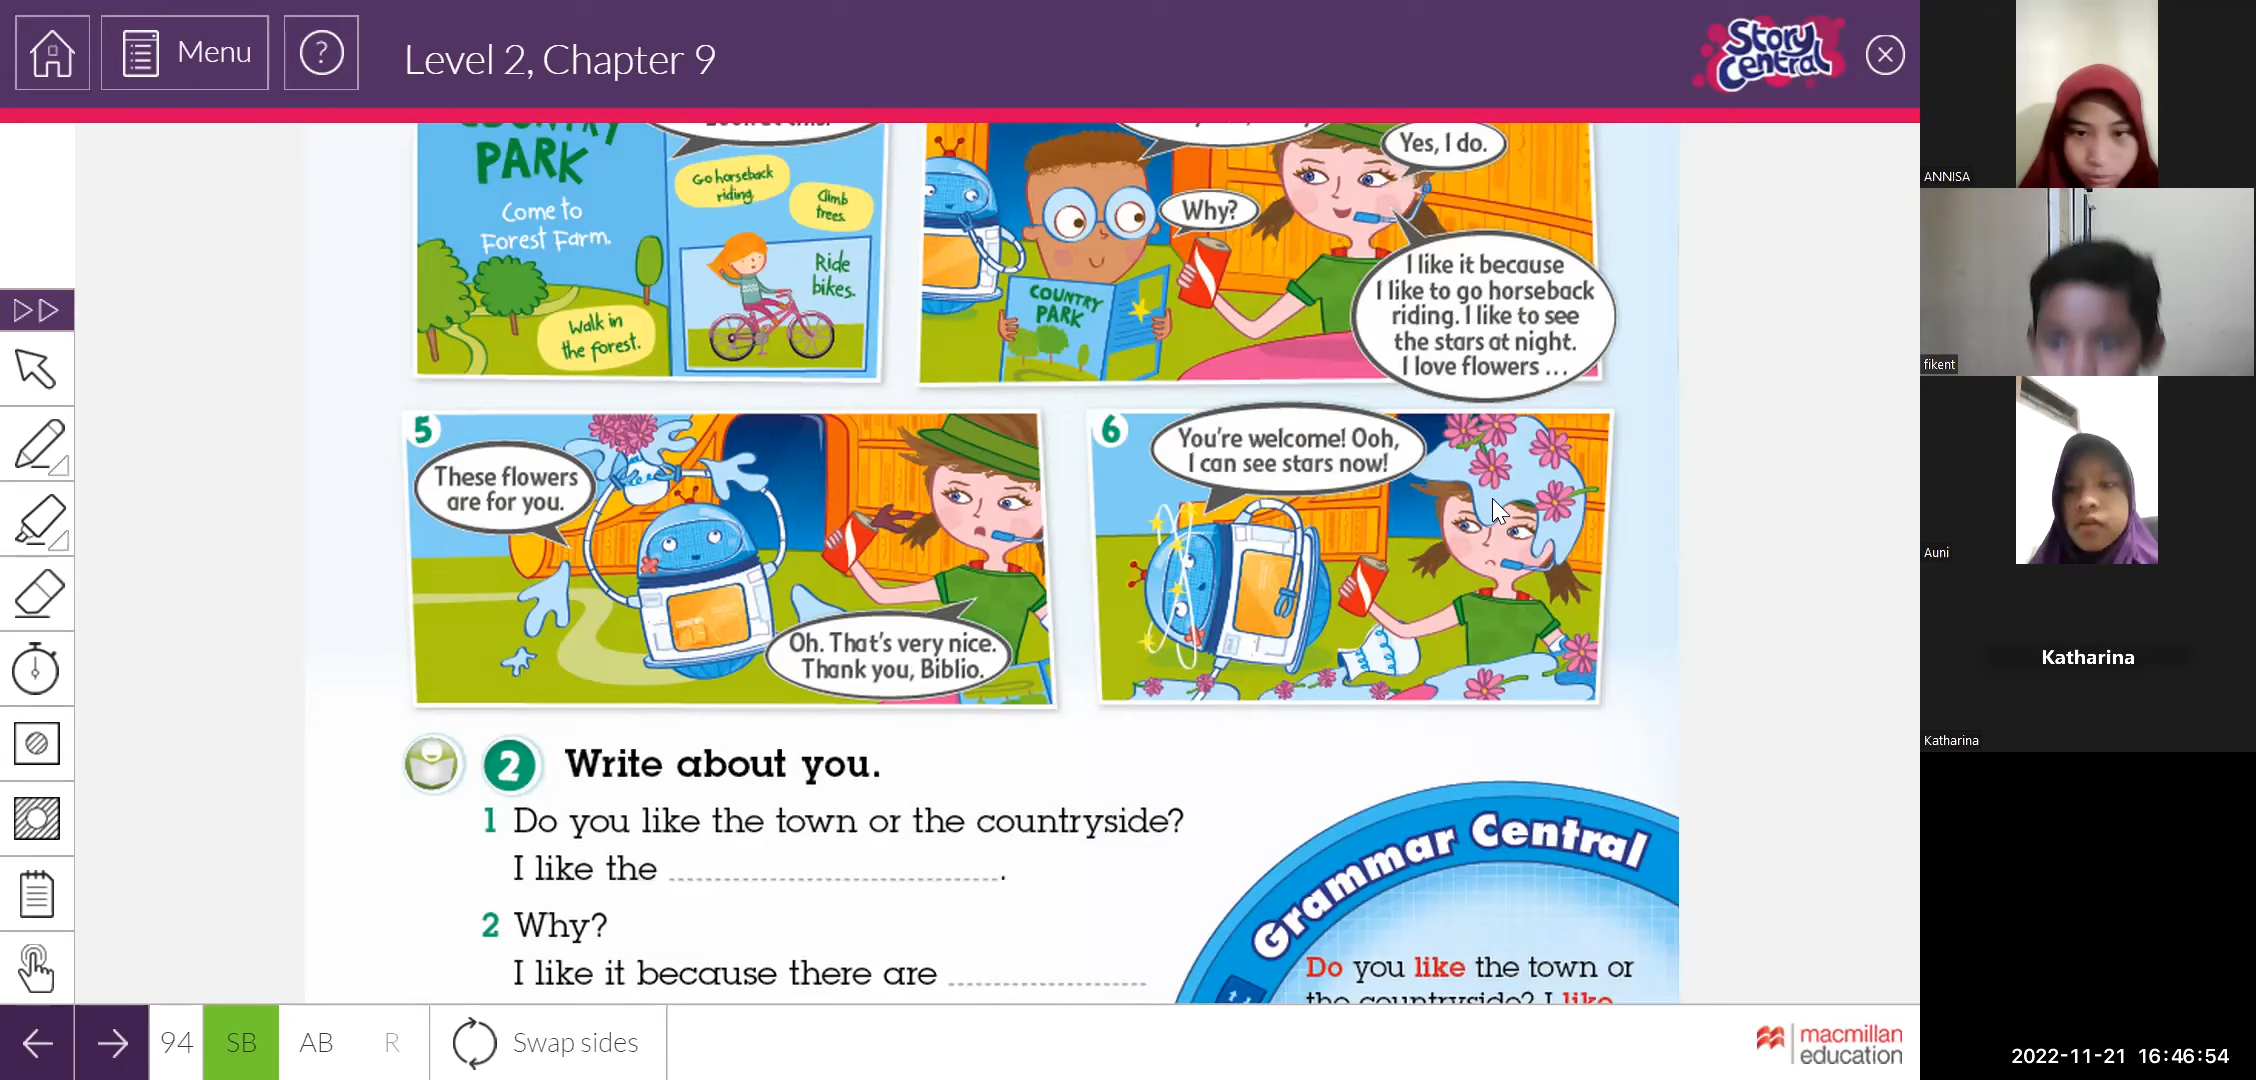 Menu
?
Level 2, Chapter 9
Story
Central
PARK
Come to
Forest Farm.
Walk in
the forest.
Go horseback
riding.
Climb
trees.
Ride
bikes.
Why?
COUNTRY
PARK
Yes, I do.
I like it because
I like to go horseback
riding. I like to see
the stars at night.
I love flowers ...
5
These flowers
are for you.
Oh. That's very nice.
Thank you, Biblio.
6
You're welcome! Ooh,
I can see stars now!
2 Write about you.
1 Do you like the town or the countryside?
I like the .
2 Why?
I like it because there are
Grammar Central
Do you like the town or
the countryside? I like
94
SB
AB
R
Swap sides
macmillan
education
ANNISA
fikent
Auni
Katharina
Katharina
2022-11-21 16:46:54